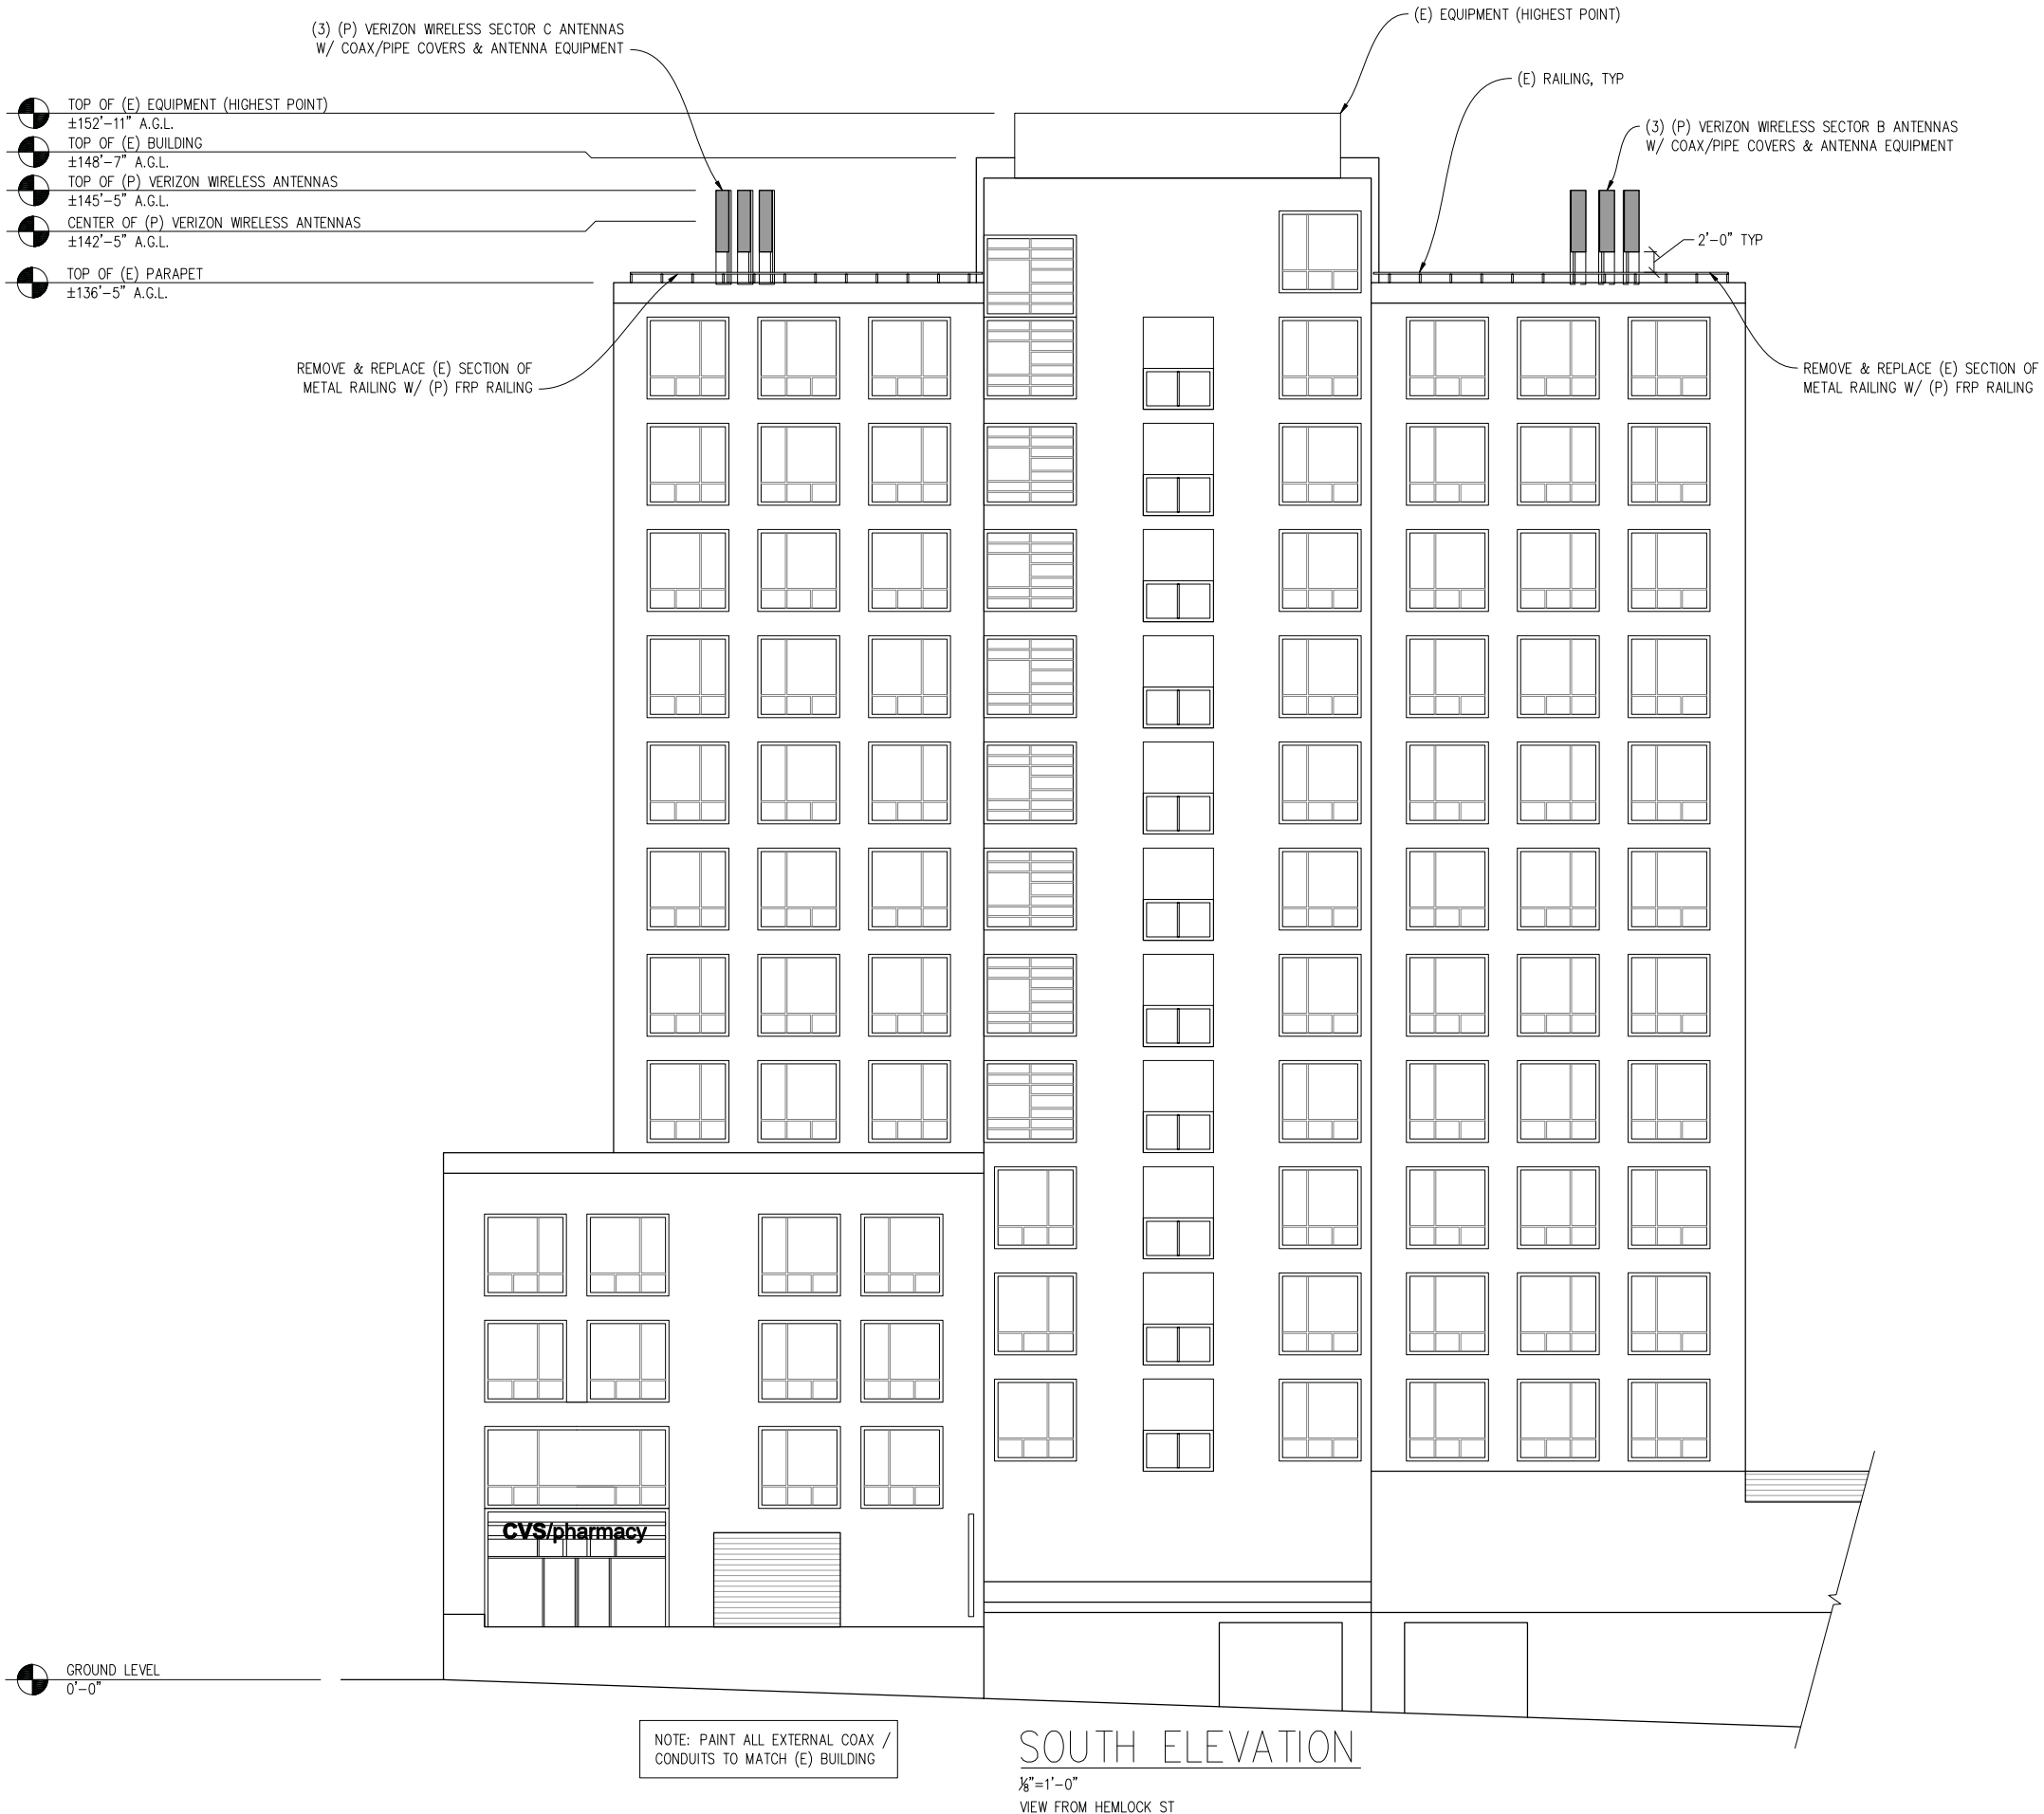 (3) (P) VERIZON WIRELESS SECTOR C ANTENNAS
W/ COAX/PIPE COVERS & ANTENNA EQUIPMENT
(E) EQUIPMENT (HIGHEST POINT)
(E) RAILING, TYP
(3) (P) VERIZON WIRELESS SECTOR B ANTENNAS
W/ COAX/PIPE COVERS & ANTENNA EQUIPMENT
TOP OF (E) EQUIPMENT (HIGHEST POINT)
±152'-11" A.G.L.
TOP OF (E) BUILDING
±148'-7" A.G.L.
TOP OF (P) VERIZON WIRELESS ANTENNAS
±145'-5" A.G.L.
CENTER OF (P) VERIZON WIRELESS ANTENNAS
±142'-5" A.G.L.
TOP OF (E) PARAPET
±136'-5" A.G.L.
2'-0" TYP
REMOVE & REPLACE (E) SECTION OF
METAL RAILING W/ (P) FRP RAILING
REMOVE & REPLACE (E) SECTION OF
METAL RAILING W/ (P) FRP RAILING
CVS/pharmacy
GROUND LEVEL
0'-0"
NOTE: PAINT ALL EXTERNAL COAX /
CONDUITS TO MATCH (E) BUILDING
SOUTH ELEVATION
⅛"=1'-0"
VIEW FROM HEMLOCK ST